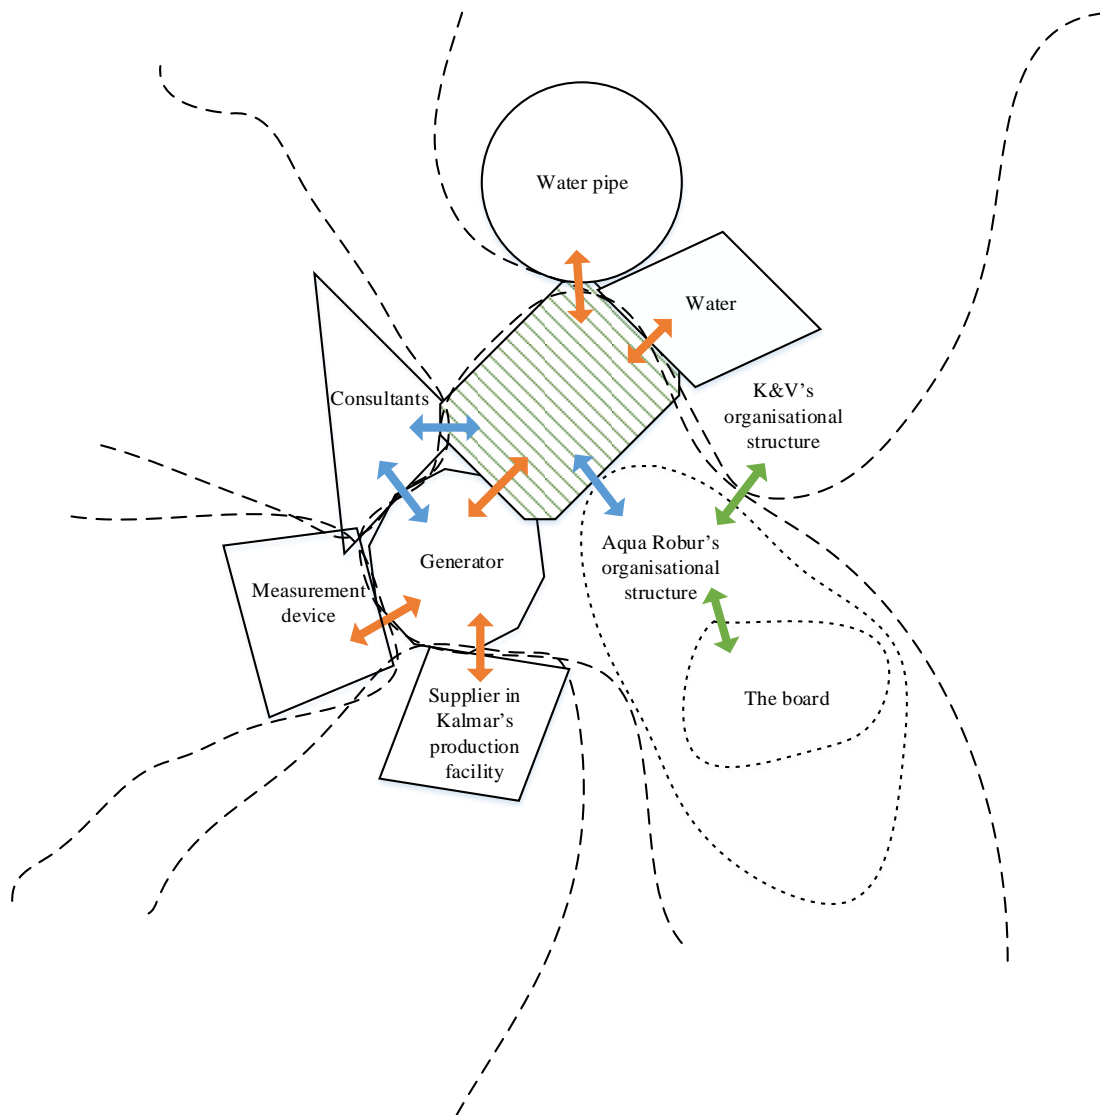 Water pipe
Water
K&V’s
organisational
structure
Consultants
Generator
Aqua Robur’s
organisational
structure
Measurement
device
The board
Supplier in
Kalmar’s
production
facility